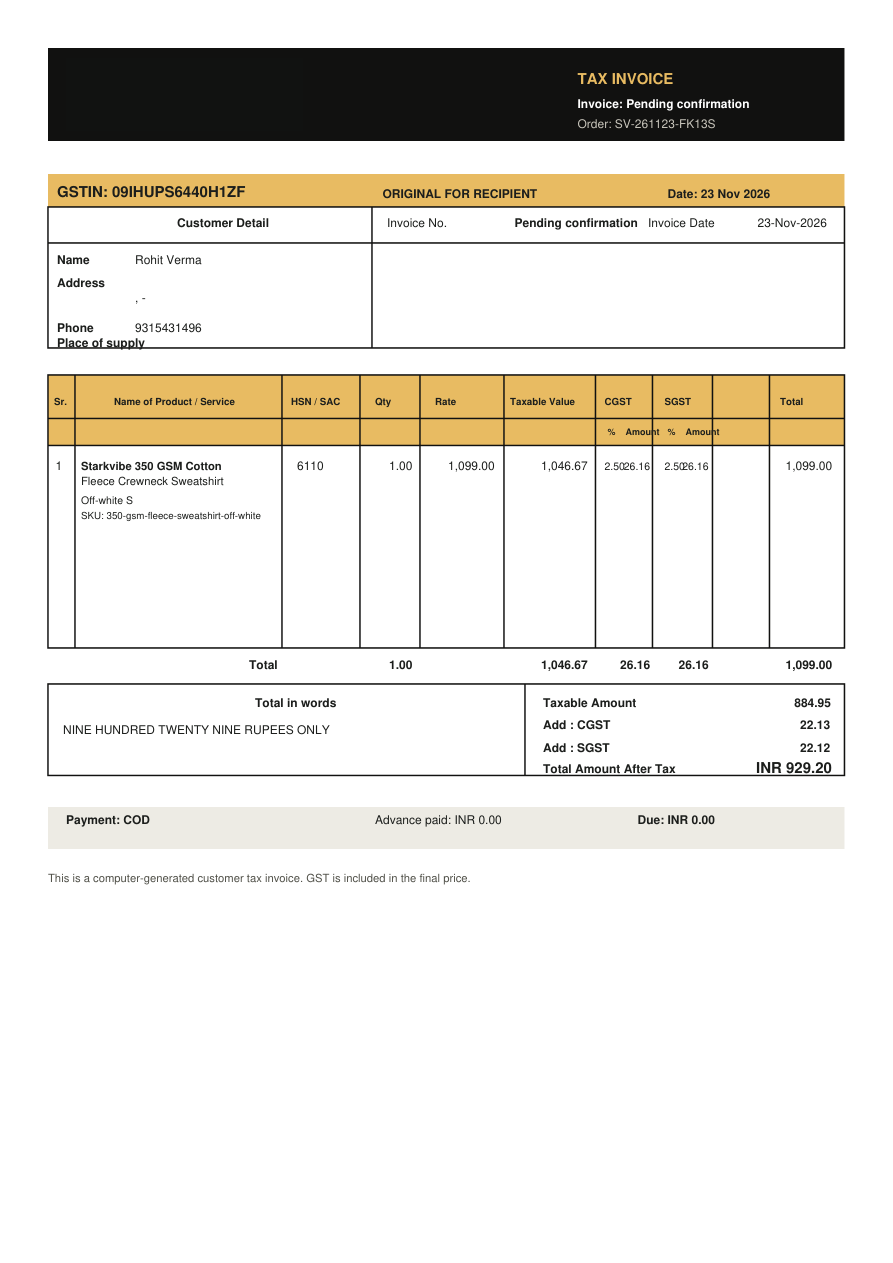 TAX INVOICE
Invoice: Pending confirmation
Order: SV-261123-FK13S
GSTIN: 09IHUPS6440H1ZF ORIGINAL FOR RECIPIENT Date: 23 Nov 2026
Customer Detail Invoice No. Pending confirmation Invoice Date 23-Nov-2026
Name Rohit Verma
Address
, -
Phone 9315431496
Place of supply
Sr. Name of Product / Service HSN / SAC Qty Rate Taxable Value CGST SGST Total
% Amount % Amount
1 Starkvibe 350 GSM Cotton 6110 1.00 1,099.00 1,046.67 2.50 26.16 2.50 26.16 1,099.00
Fleece Crewneck Sweatshirt
Off-white S
SKU: 350-gsm-fleece-sweatshirt-off-white
Total 1.00 1,046.67 26.16 26.16 1,099.00
Total in words Taxable Amount 884.95
NINE HUNDRED TWENTY NINE RUPEES ONLY Add : CGST 22.13
Add : SGST 22.12
Total Amount After Tax INR 929.20
Payment: COD Advance paid: INR 0.00 Due: INR 0.00
This is a computer-generated customer tax invoice. GST is included in the final price.